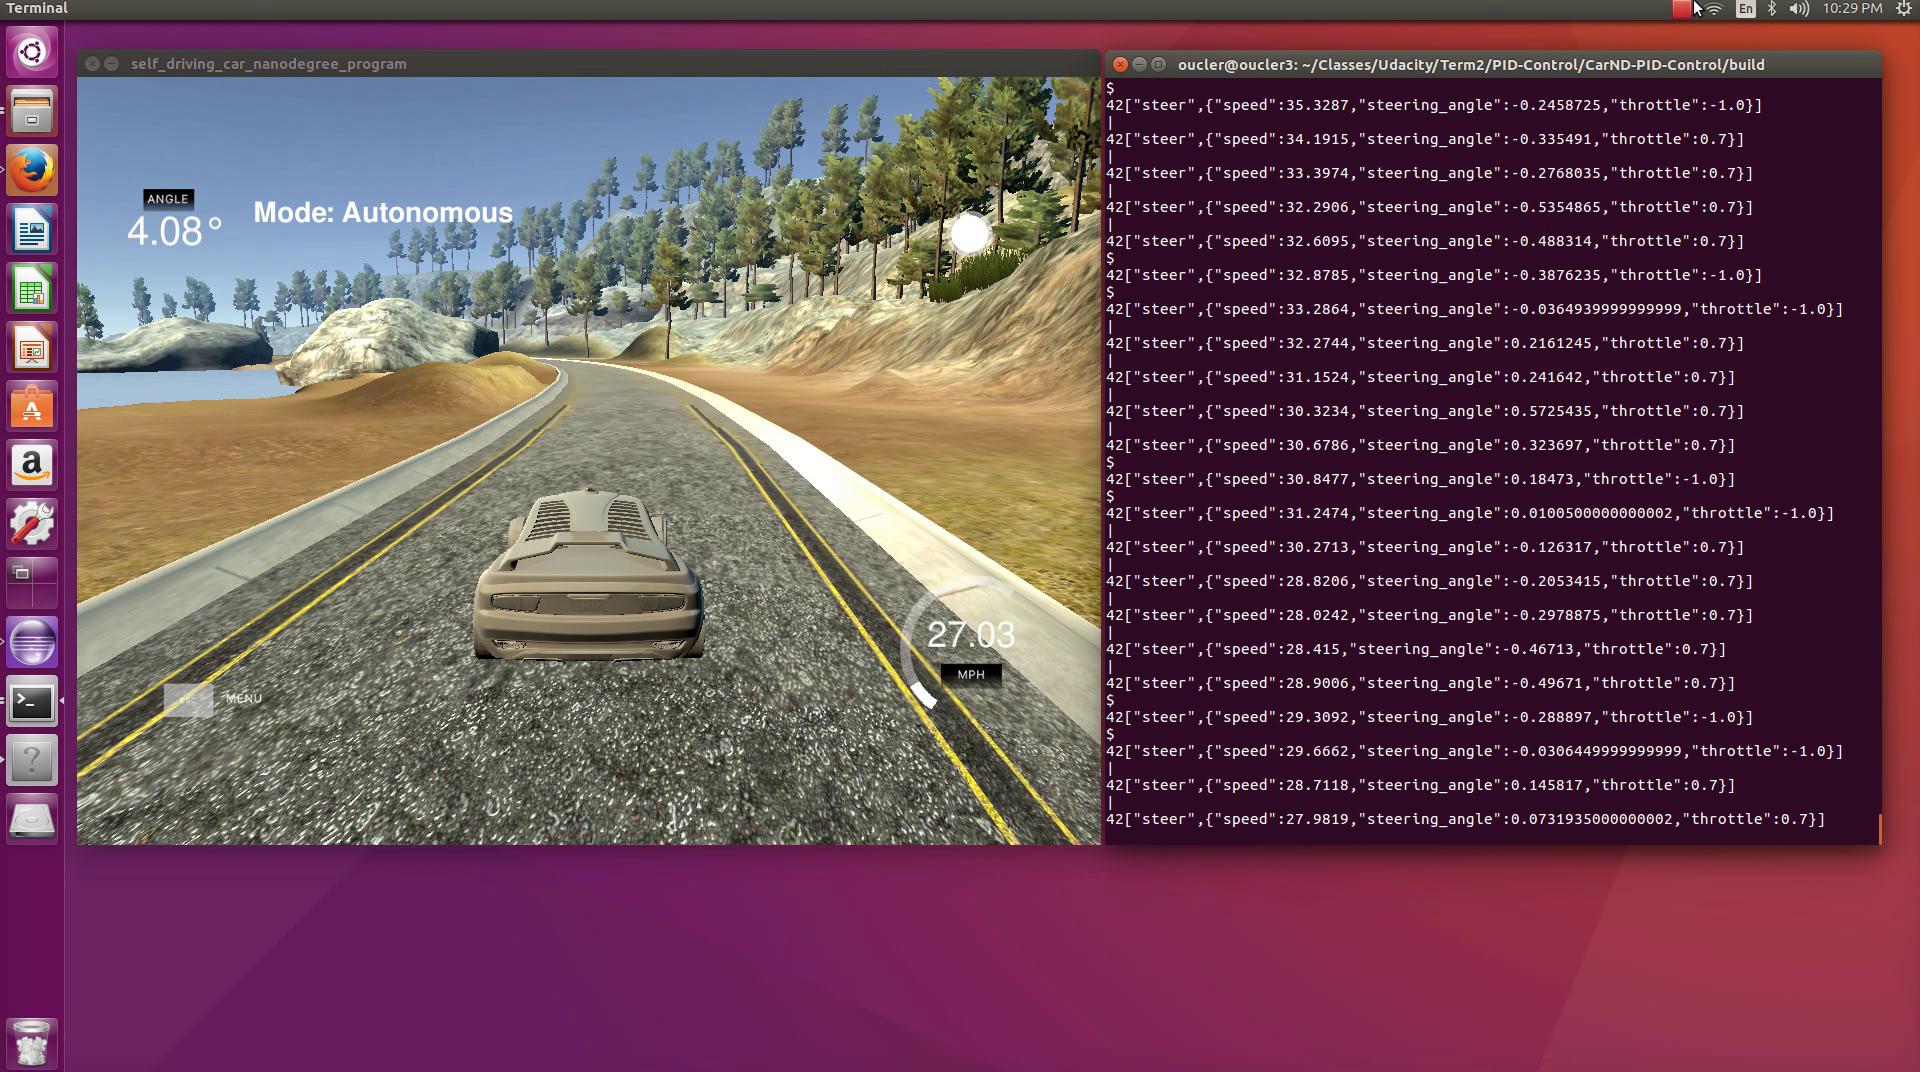 Terminal
En
10:29 PM
self_driving_car_nanodegree_program
ANGLE
4.08°
Mode: Autonomous
27.03
MPH
ESC MENU
oucler@oucler3: ~/Classes/Udacity/Term2/PID-Control/CarND-PID-Control/build
$
42["steer",{"speed":35.3287,"steering_angle":-0.2458725,"throttle":-1.0}]
|
42["steer",{"speed":34.1915,"steering_angle":-0.335491,"throttle":0.7}]
|
42["steer",{"speed":33.3974,"steering_angle":-0.2768035,"throttle":0.7}]
|
42["steer",{"speed":32.2906,"steering_angle":-0.5354865,"throttle":0.7}]
|
42["steer",{"speed":32.6095,"steering_angle":-0.488314,"throttle":0.7}]
$
42["steer",{"speed":32.8785,"steering_angle":-0.3876235,"throttle":-1.0}]
$
42["steer",{"speed":33.2864,"steering_angle":-0.0364939999999999,"throttle":-1.0}]
|
42["steer",{"speed":32.2744,"steering_angle":0.2161245,"throttle":0.7}]
|
42["steer",{"speed":31.1524,"steering_angle":0.241642,"throttle":0.7}]
|
42["steer",{"speed":30.3234,"steering_angle":0.5725435,"throttle":0.7}]
|
42["steer",{"speed":30.6786,"steering_angle":0.323697,"throttle":0.7}]
$
42["steer",{"speed":30.8477,"steering_angle":0.18473,"throttle":-1.0}]
$
42["steer",{"speed":31.2474,"steering_angle":0.0100500000000002,"throttle":-1.0}]
|
42["steer",{"speed":30.2713,"steering_angle":-0.126317,"throttle":0.7}]
|
42["steer",{"speed":28.8206,"steering_angle":-0.2053415,"throttle":0.7}]
|
42["steer",{"speed":28.0242,"steering_angle":-0.2978875,"throttle":0.7}]
|
42["steer",{"speed":28.415,"steering_angle":-0.46713,"throttle":0.7}]
|
42["steer",{"speed":28.9006,"steering_angle":-0.49671,"throttle":0.7}]
$
42["steer",{"speed":29.3092,"steering_angle":-0.288897,"throttle":-1.0}]
$
42["steer",{"speed":29.6662,"steering_angle":-0.0306449999999999,"throttle":-1.0}]
|
42["steer",{"speed":28.7118,"steering_angle":0.145817,"throttle":0.7}]
|
42["steer",{"speed":27.9819,"steering_angle":0.0731935000000002,"throttle":0.7}]